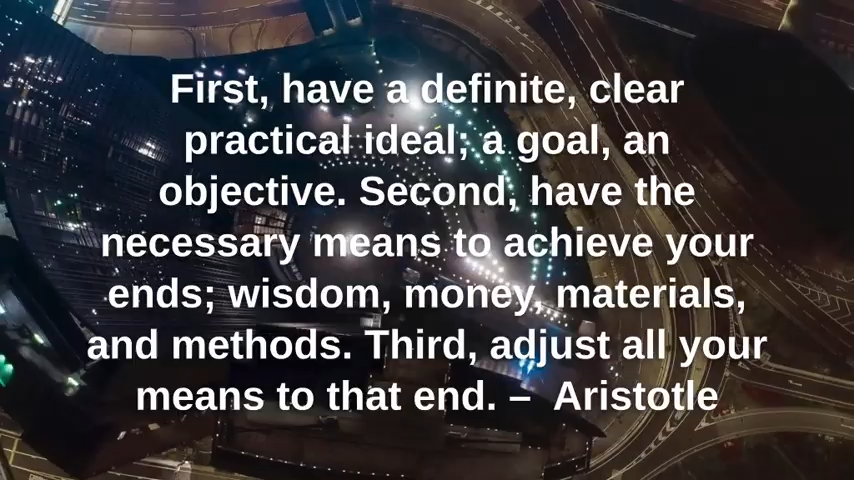 First, have a definite, clear
practical ideal; a goal, an
objective. Second, have the
necessary means to achieve your
ends; wisdom, money, materials,
and methods. Third, adjust all your
means to that end. –  Aristotle